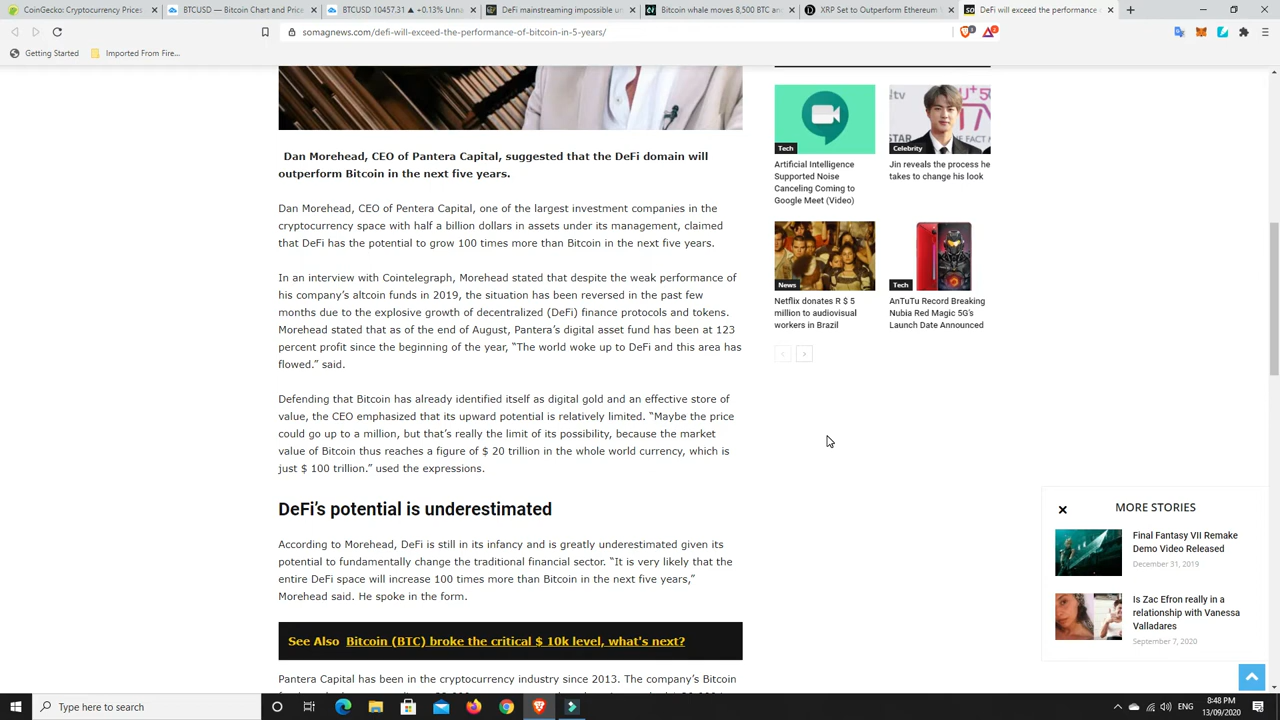 CoinGecko: Cryptocurrency Prices
BTCUSD — Bitcoin Chart and Price
BTCUSD 10457.31 ▲ +0.13% Unna
DeFi mainstreaming impossible un
Bitcoin whale moves 8,500 BTC an
XRP Set to Outperform Ethereum
DeFi will exceed the performance
somagnews.com/defi-will-exceed-the-performance-of-bitcoin-in-5-years/
Getting Started
Imported From Firef...
Dan Morehead, CEO of Pantera Capital, suggested that the DeFi domain will
outperform Bitcoin in the next five years.
Dan Morehead, CEO of Pentera Capital, one of the largest investment companies in the
cryptocurrency space with half a billion dollars in assets under its management, claimed
that DeFi has the potential to grow 100 times more than Bitcoin in the next five years.
In an interview with Cointelegraph, Morehead stated that despite the weak performance of
his company's altcoin funds in 2019, the situation has been reversed in the past few
months due to the explosive growth of decentralized (DeFi) finance protocols and tokens.
Morehead stated that as of the end of August, Pantera's digital asset fund has been at 123
percent profit since the beginning of the year, "The world woke up to DeFi and this area has
flowed." said.
Defending that Bitcoin has already identified itself as digital gold and an effective store of
value, the CEO emphasized that its upward potential is relatively limited. "Maybe the price
could go up to a million, but that's really the limit of its possibility, because the market
value of Bitcoin thus reaches a figure of $ 20 trillion in the whole world currency, which is
just $ 100 trillion." used the expressions.
DeFi's potential is underestimated
According to Morehead, DeFi is still in its infancy and is greatly underestimated given its
potential to fundamentally change the traditional financial sector. "It is very likely that the
entire DeFi space will increase 100 times more than Bitcoin in the next five years,"
Morehead said. He spoke in the form.
See Also Bitcoin (BTC) broke the critical $ 10k level, what's next?
Pantera Capital has been in the cryptocurrency industry since 2013. The company's Bitcoin
Tech
Artificial Intelligence
Supported Noise
Canceling Coming to
Google Meet (Video)
Celebrity
Jin reveals the process he
takes to change his look
News
Netflix donates R $ 5
million to audiovisual
workers in Brazil
Tech
AnTuTu Record Breaking
Nubia Red Magic 5G's
Launch Date Announced
MORE STORIES
Final Fantasy VII Remake
Demo Video Released
December 31, 2019
Is Zac Efron really in a
relationship with Vanessa
Valladares
September 7, 2020
Type here to search
ENG
8:48 PM
13/09/2020